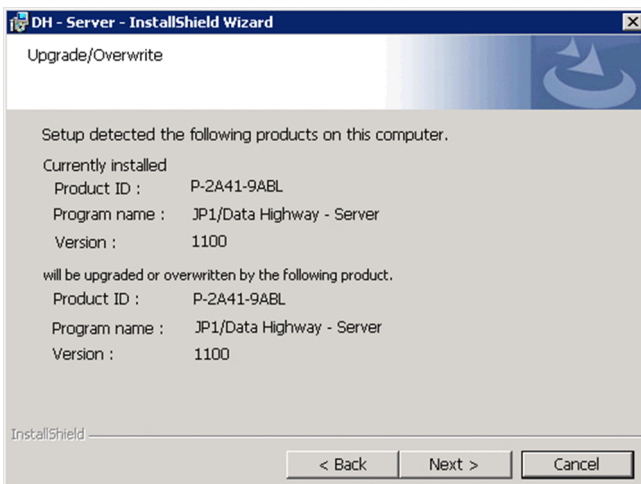 DH - Server - InstallShield Wizard
Upgrade/Overwrite
Setup detected the following products on this computer.
Currently installed
Product ID : P-2A41-9ABL
Program name : JP1/Data Highway - Server
Version : 1100
will be upgraded or overwritten by the following product.
Product ID : P-2A41-9ABL
Program name : JP1/Data Highway - Server
Version : 1100
InstallShield
< Back Next > Cancel